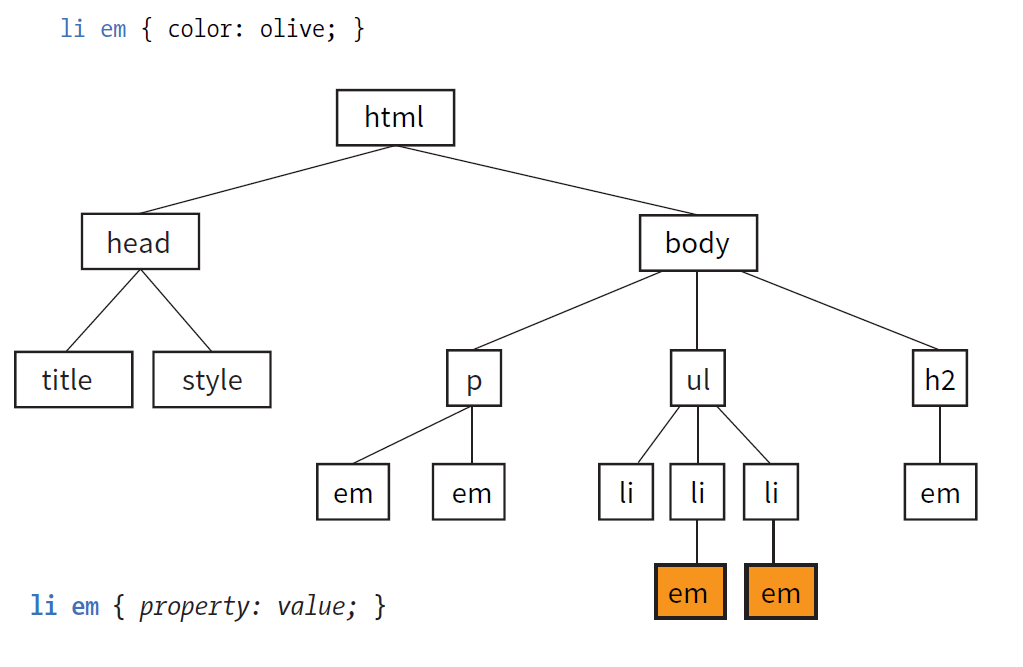 li em { color: olive; }
html
head
body
title
style
p
ul
h2
em
em
li
li
li
em
em
em
li em { property: value; }